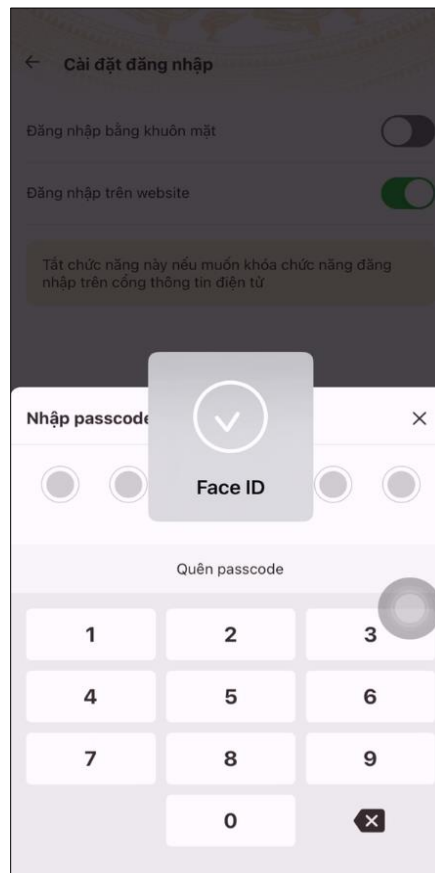 Cài đặt đăng nhập
Đăng nhập bằng khuôn mặt
Đăng nhập trên website
Tắt chức năng này nếu muốn khóa chức năng đăng
nhập trên cổng thông tin điện tử
Nhập passcode
Face ID
Quên passcode
1 2 3
4 5 6
7 8 9
0